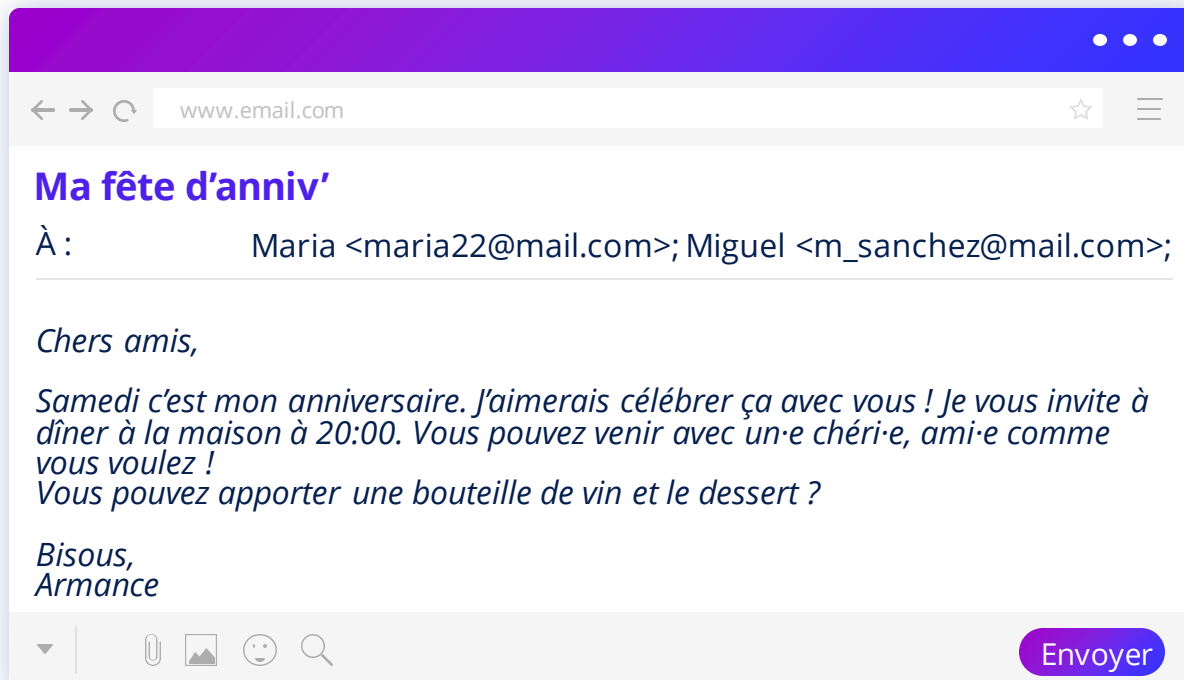 www.email.com
Ma fête d’anniv’
À : Maria <maria22@mail.com>; Miguel <m_sanchez@mail.com>;
Chers amis,
Samedi c’est mon anniversaire. J’aimerais célébrer ça avec vous ! Je vous invite à
dîner à la maison à 20:00. Vous pouvez venir avec un·e chéri·e, ami·e comme
vous voulez !
Vous pouvez apporter une bouteille de vin et le dessert ?
Bisous,
Armance
Envoyer